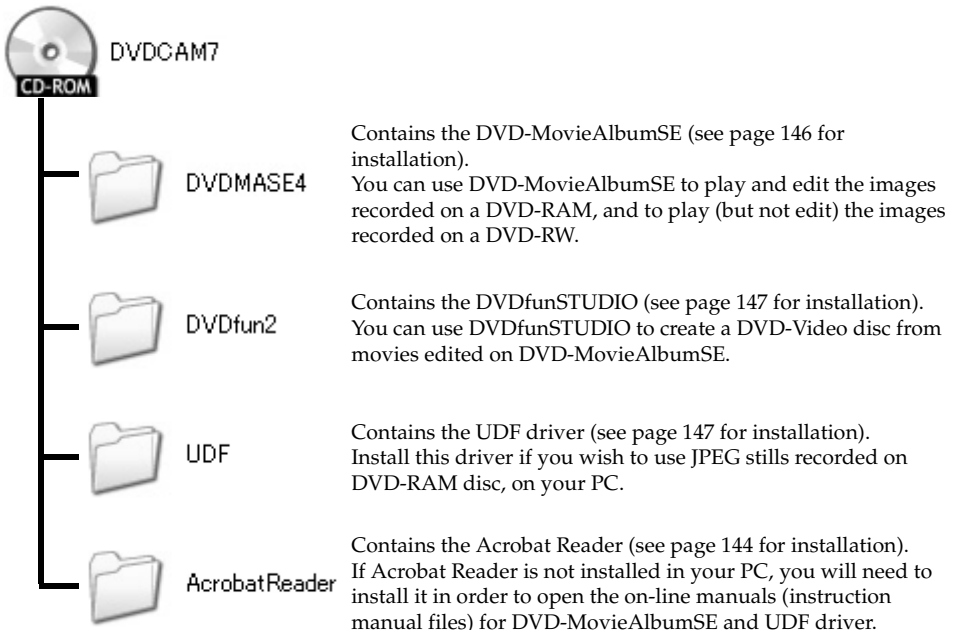 DVDCAM7
CD-ROM
DVDMASE4
Contains the DVD-MovieAlbumSE (see page 146 for
installation).
You can use DVD-MovieAlbumSE to play and edit the images
recorded on a DVD-RAM, and to play (but not edit) the images
recorded on a DVD-RW.
DVDfun2
Contains the DVDfunSTUDIO (see page 147 for installation).
You can use DVDfunSTUDIO to create a DVD-Video disc from
movies edited on DVD-MovieAlbumSE.
UDF
Contains the UDF driver (see page 147 for installation).
Install this driver if you wish to use JPEG stills recorded on
DVD-RAM disc, on your PC.
AcrobatReader
Contains the Acrobat Reader (see page 144 for installation).
If Acrobat Reader is not installed in your PC, you will need to
install it in order to open the on-line manuals (instruction
manual files) for DVD-MovieAlbumSE and UDF driver.